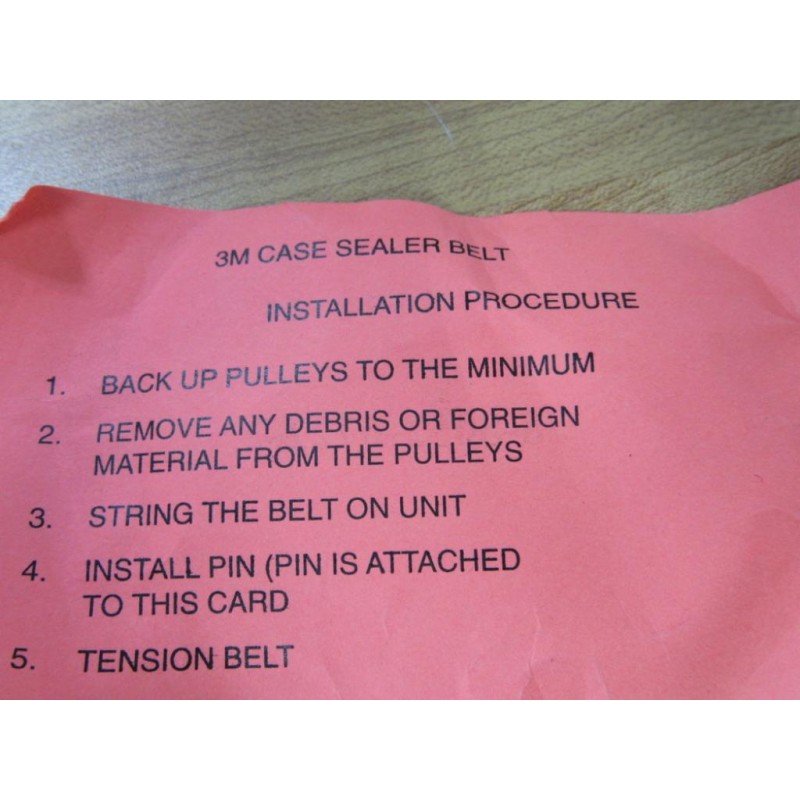 3M CASE SEALER BELT
INSTALLATION PROCEDURE
1. BACK UP PULLEYS TO THE MINIMUM
2. REMOVE ANY DEBRIS OR FOREIGN
MATERIAL FROM THE PULLEYS
3. STRING THE BELT ON UNIT
4. INSTALL PIN (PIN IS ATTACHED
TO THIS CARD
5. TENSION BELT